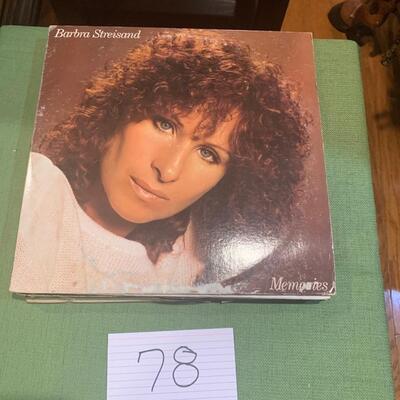 Barbra Streisand
Memories
78